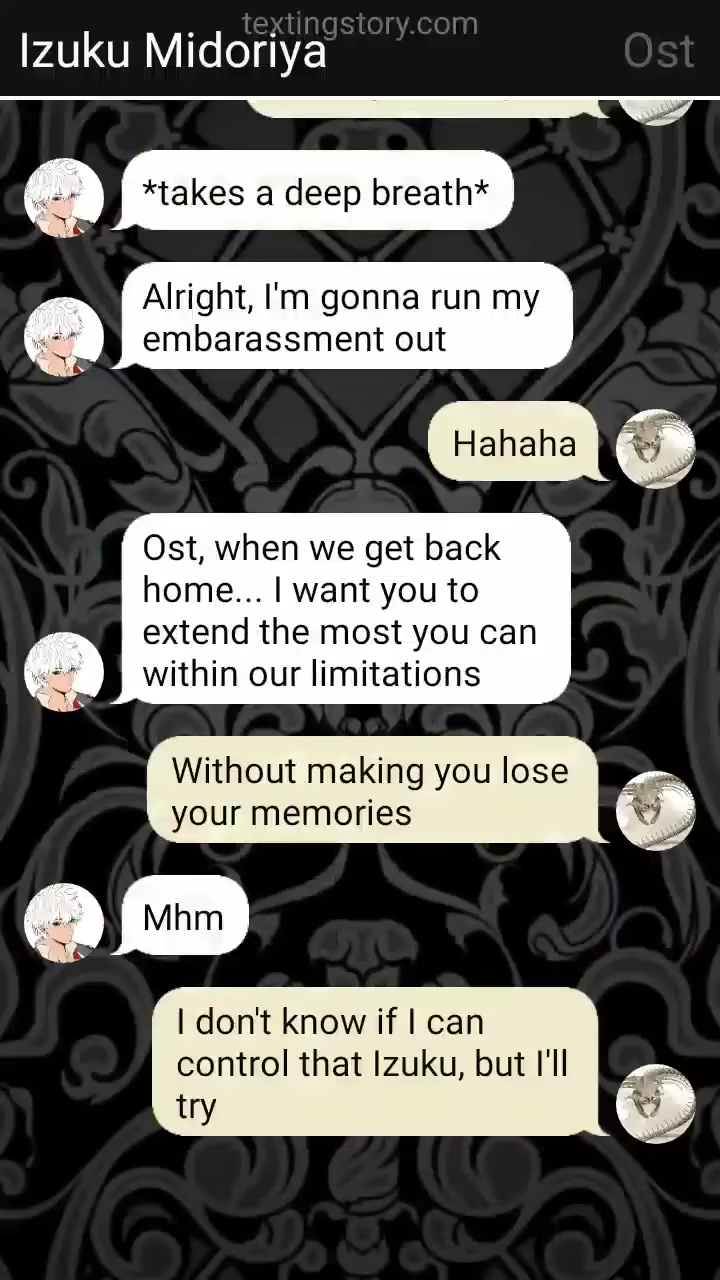 textingstory.com
Izuku Midoriya
Ost
*takes a deep breath*
Alright, I'm gonna run my
embarassment out
Hahaha
Ost, when we get back
home... I want you to
extend the most you can
within our limitations
Without making you lose
your memories
Mhm
I don't know if I can
control that Izuku, but I'll
try